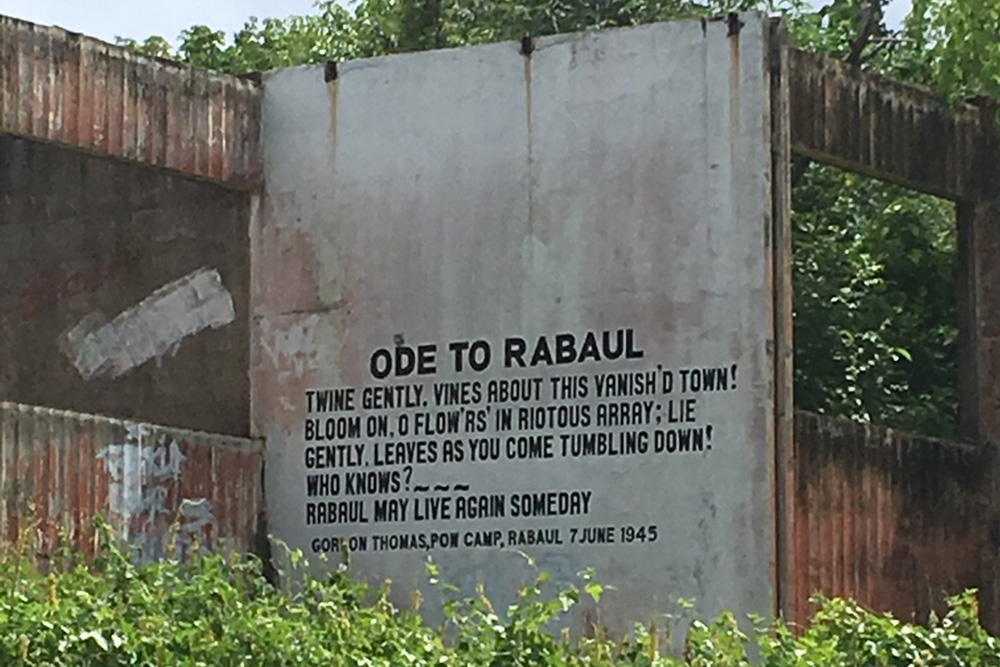 ODE TO RABAUL
TWINE GENTLY, VINES ABOUT THIS VANISH'D TOWN!
BLOOM ON, O FLOW'RS' IN RIOTOUS ARRAY; LIE
GENTLY, LEAVES AS YOU COME TUMBLING DOWN!
WHO KNOWS?~~~
RABAUL MAY LIVE AGAIN SOMEDAY
GORDON THOMAS, POW CAMP, RABAUL 7 JUNE 1945